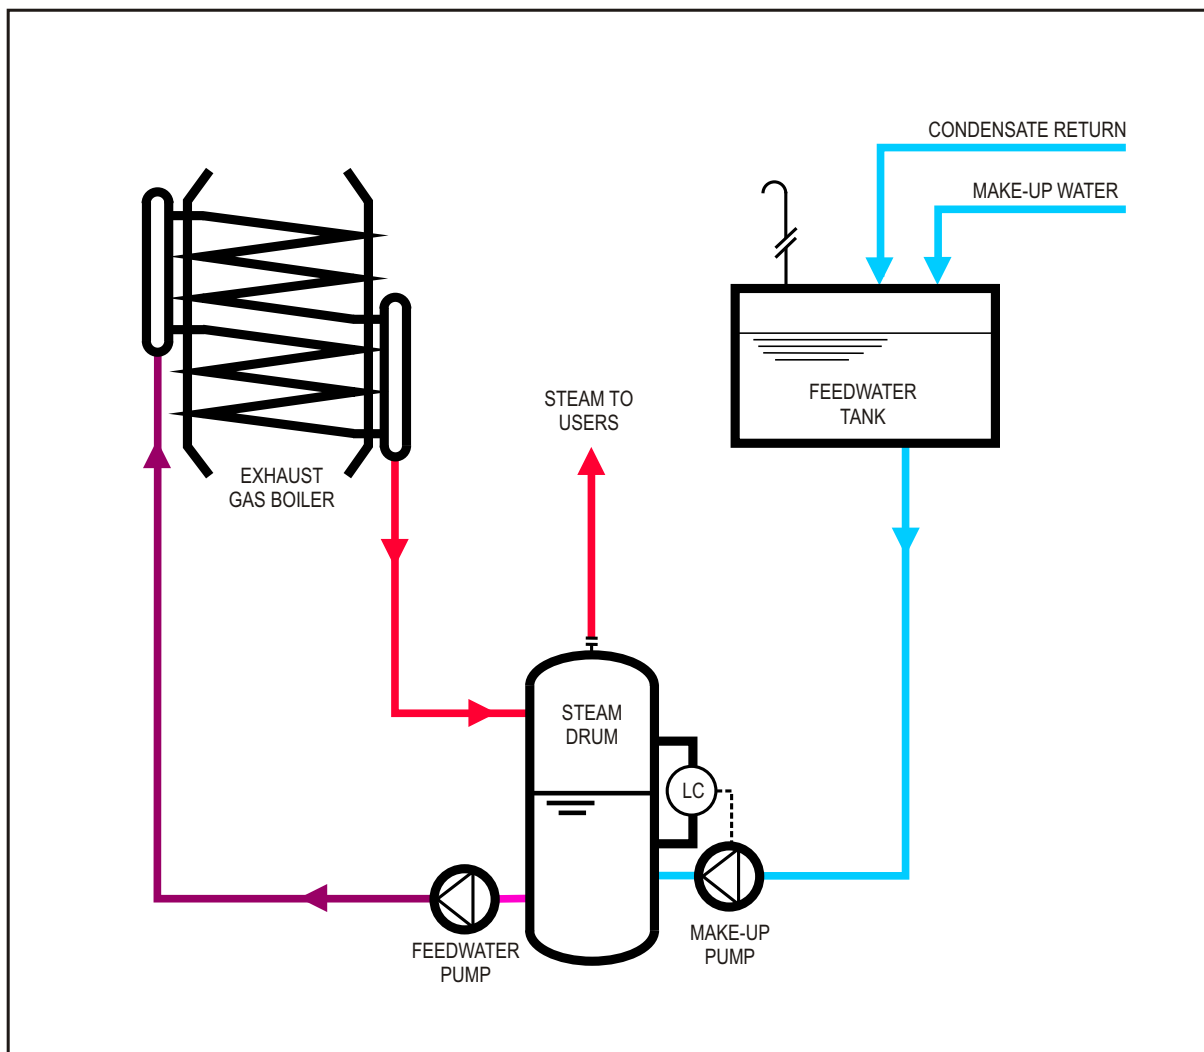 CONDENSATE RETURN
MAKE-UP WATER
FEEDWATER
TANK
STEAM TO
USERS
EXHAUST
GAS BOILER
STEAM
DRUM
LC
FEEDWATER
PUMP
MAKE-UP
PUMP